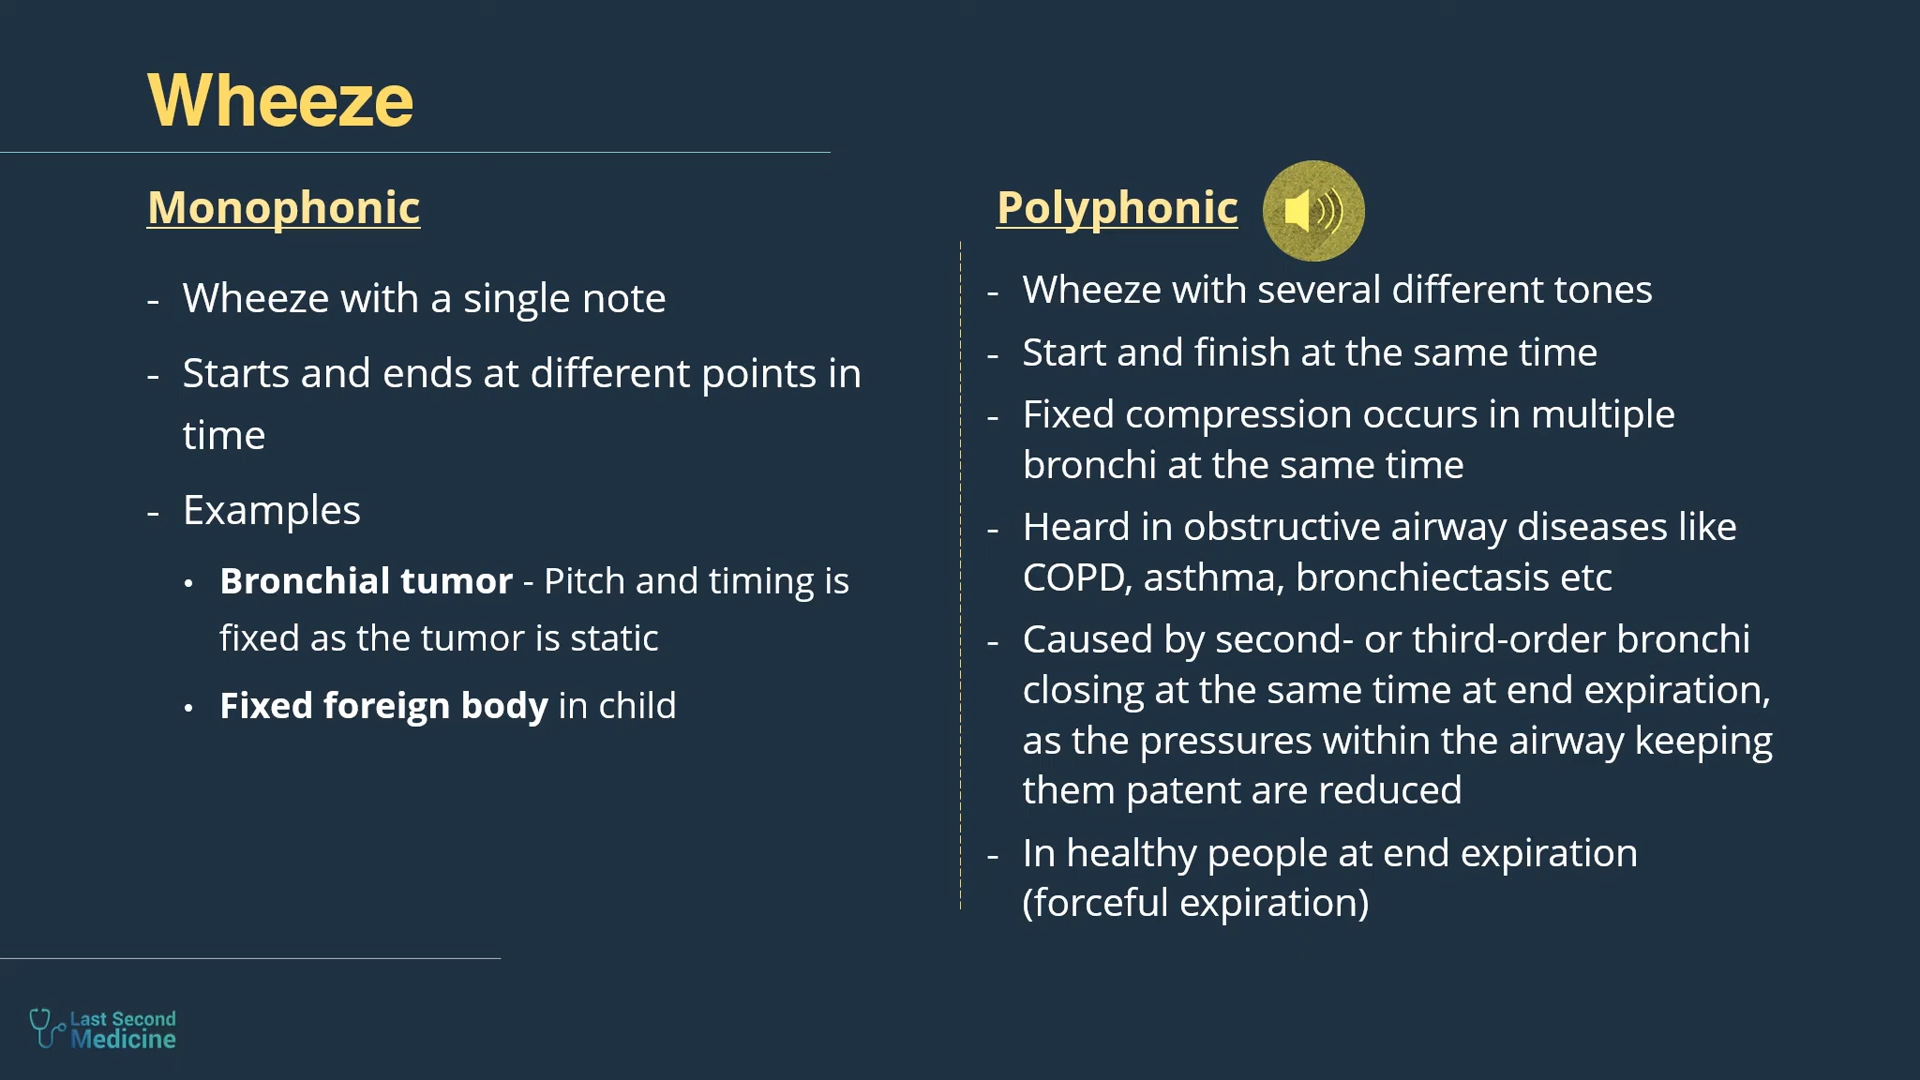 Wheeze
Monophonic
- Wheeze with a single note
- Starts and ends at different points in
time
- Examples
• Bronchial tumor - Pitch and timing is
fixed as the tumor is static
• Fixed foreign body in child
Polyphonic
- Wheeze with several different tones
- Start and finish at the same time
- Fixed compression occurs in multiple
bronchi at the same time
- Heard in obstructive airway diseases like
COPD, asthma, bronchiectasis etc
- Caused by second- or third-order bronchi
closing at the same time at end expiration,
as the pressures within the airway keeping
them patent are reduced
- In healthy people at end expiration
(forceful expiration)
Last Second
Medicine